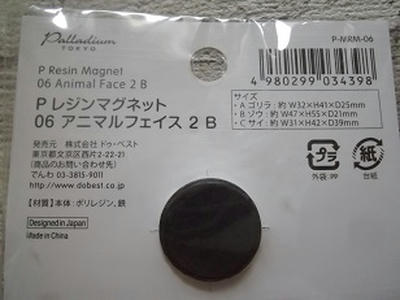 Palladium
TOKYO
P-MRM-06
P Resin Magnet
06 Animal Face 2 B
4 980299 034398
P レジンマグネット
06 アニマルフェイス 2 B
サイズ
・A ゴリラ : 約 W32×H41×D25mm
・B ゾウ : 約 W47×H55×D21mm
・C サイ : 約 W31×H42×D39mm
発売元 株式会社 ドゥ・ベスト
東京都文京区西片2-22-21
(商品のお問い合わせ先)
でんわ 03-3815-9011
http://www.dobest.co.jp
プラ
紙
外袋:PP
台紙
【材質】本体:ポリレジン,鉄
Designed in Japan
Made in China